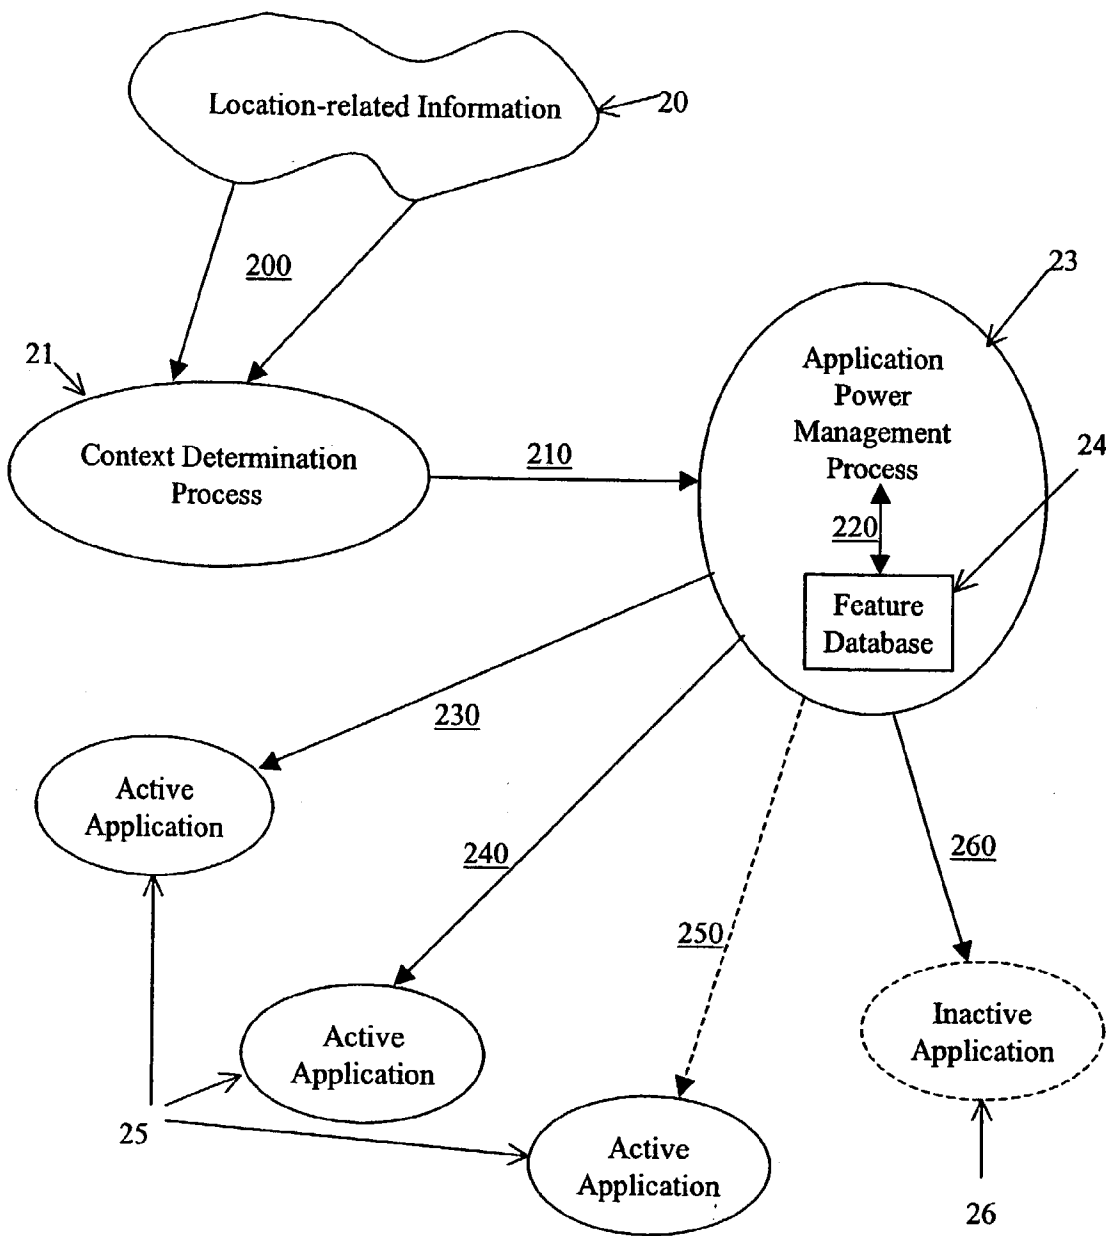 Location-related Information
20
200
23
21
Application
Power
Management
Process
Context Determination
Process
210
24
220
Feature
Database
230
Active
Application
240
260
250
Inactive
Application
Active
Application
25
Active
Application
26